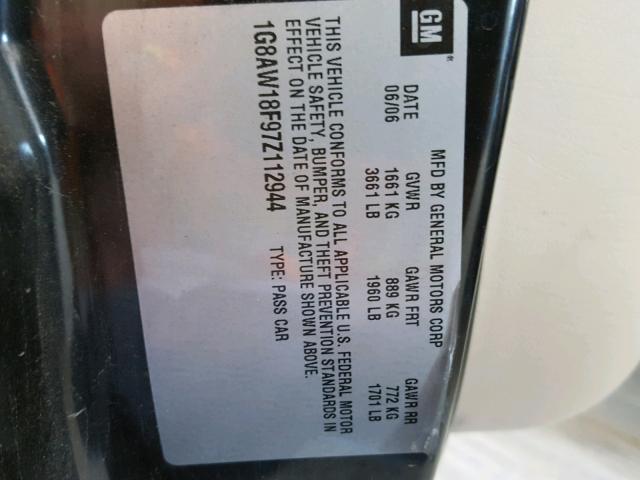 GM
MFD BY GENERAL MOTORS CORP
DATE GVWR GAWR FRT GAWR RR
06/06 1661 KG 889 KG 772 KG
3661 LB 1960 LB 1701 LB
THIS VEHICLE CONFORMS TO ALL APPLICABLE U.S. FEDERAL MOTOR
VEHICLE SAFETY, BUMPER, AND THEFT PREVENTION STANDARDS IN
EFFECT ON THE DATE OF MANUFACTURE SHOWN ABOVE.
1G8AW18F97Z112944 TYPE: PASS CAR